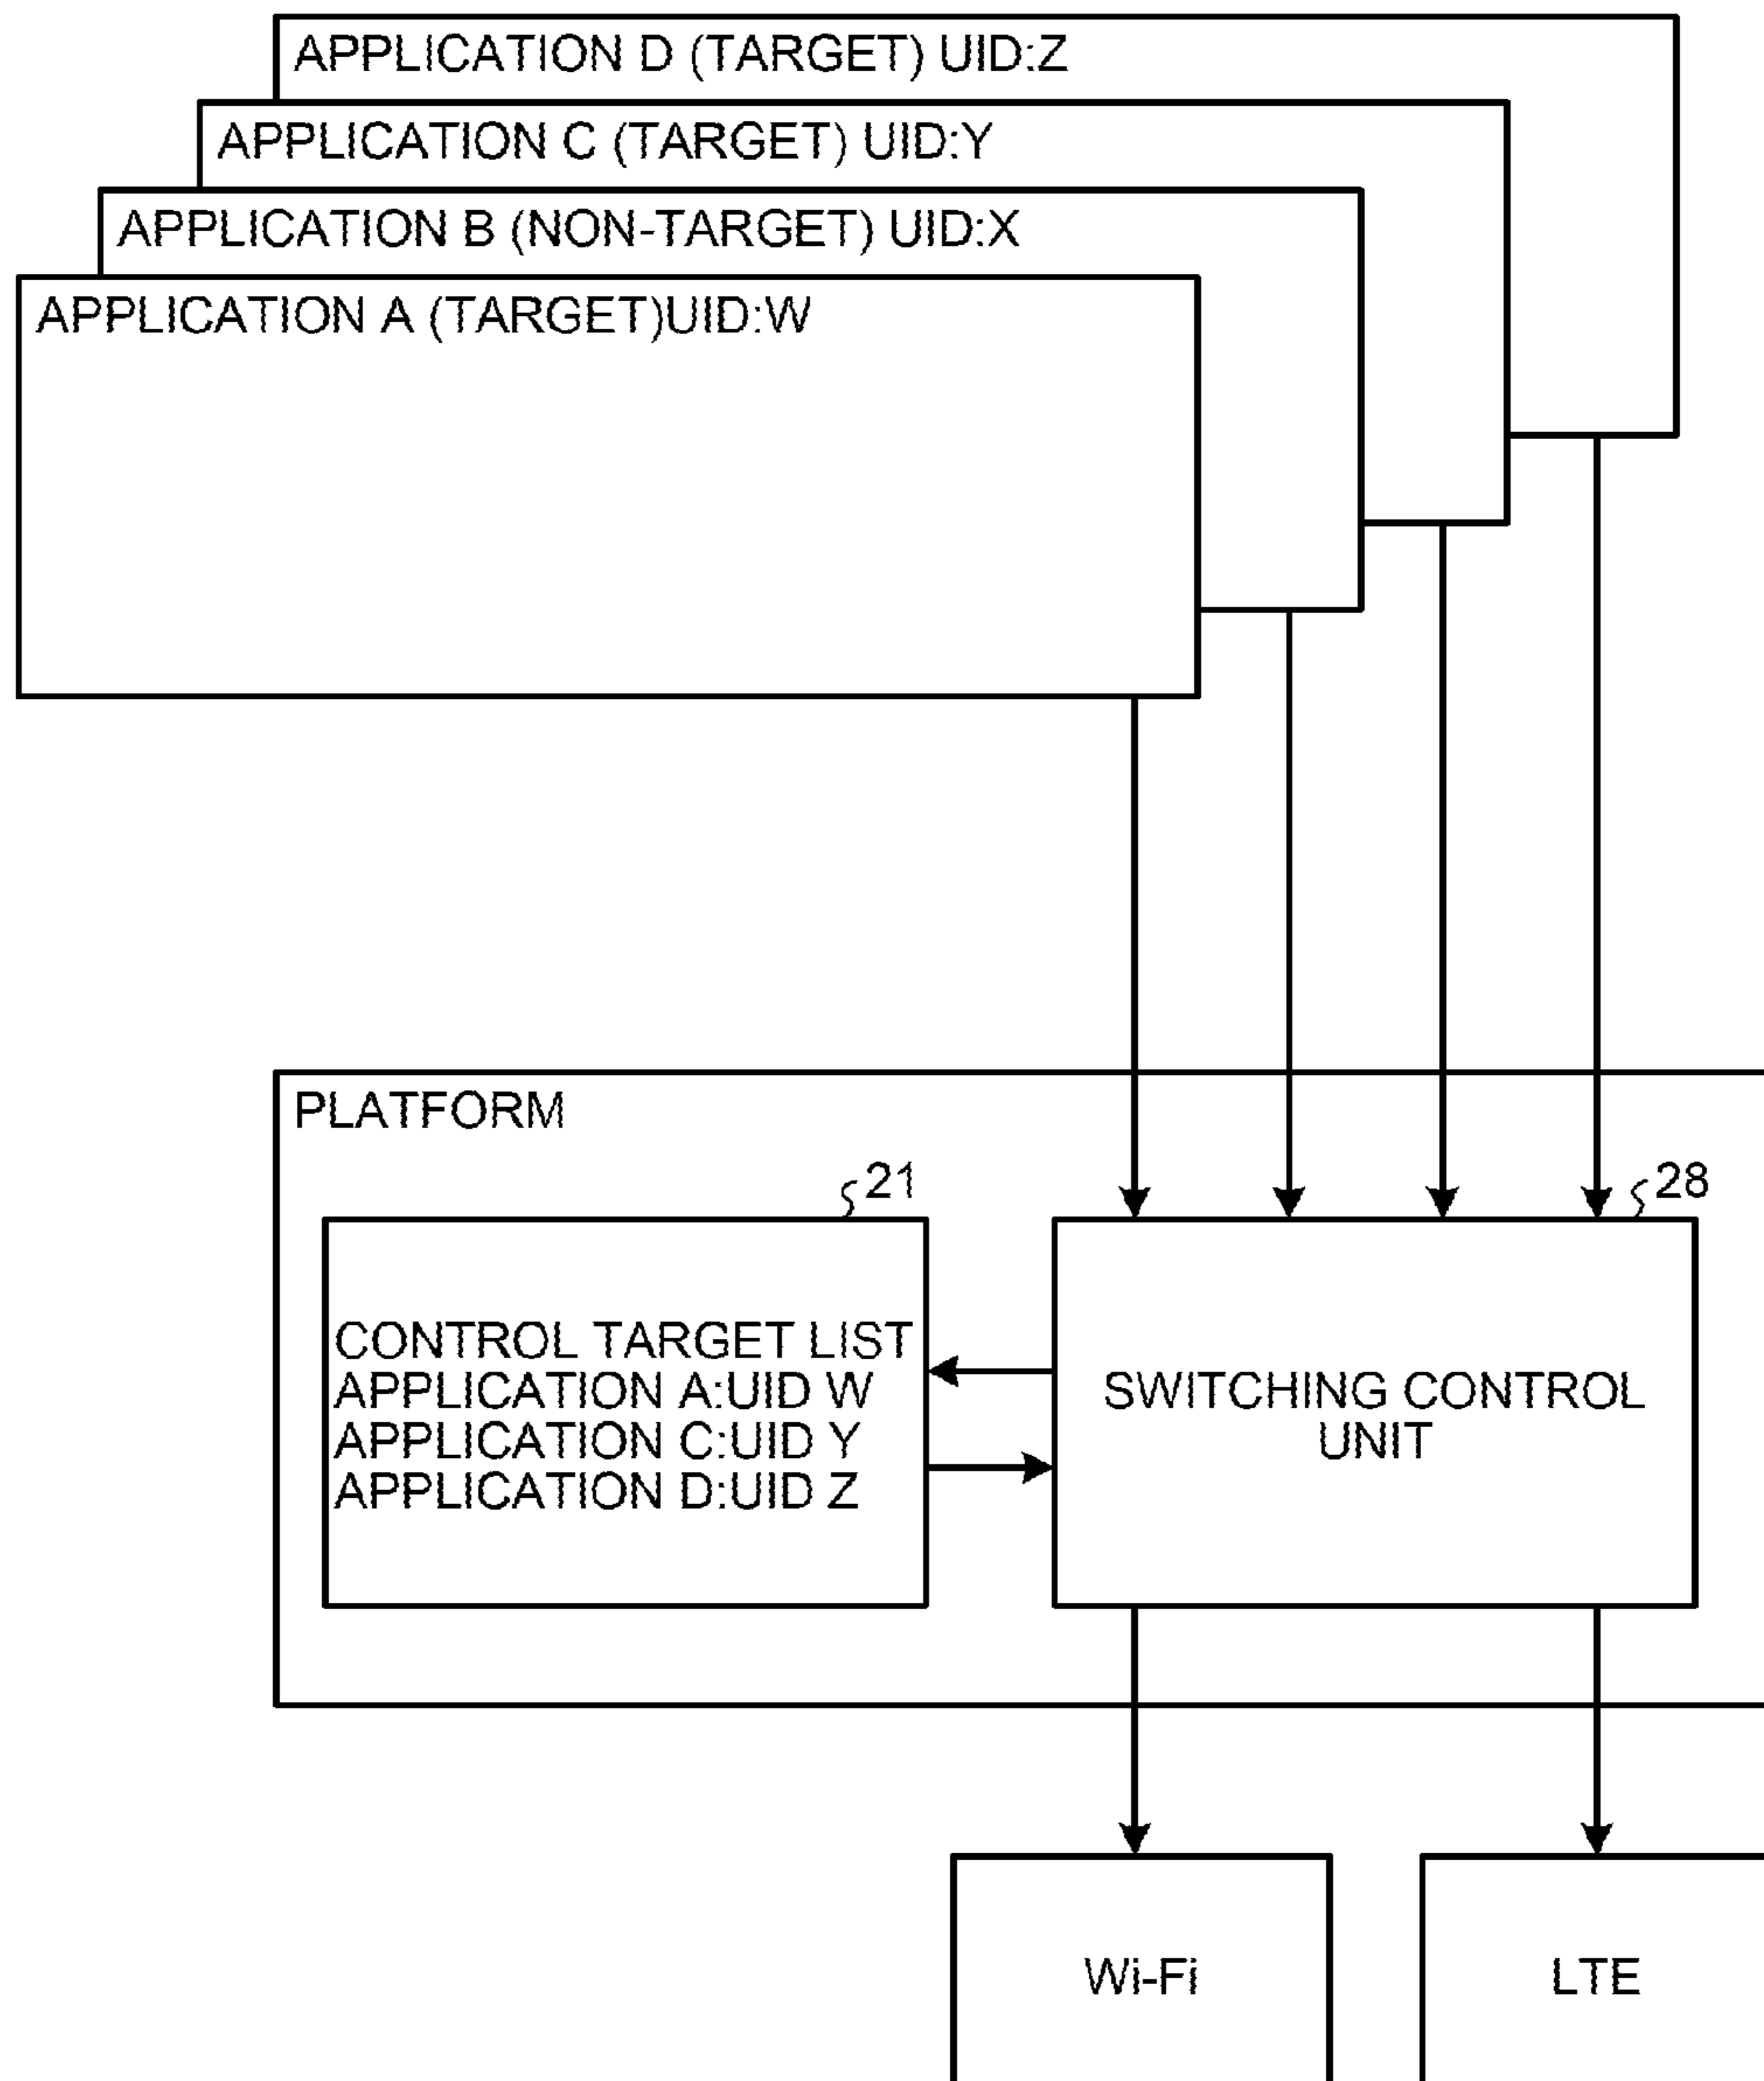 APPLICATION D (TARGET) UID:Z
APPLICATION C (TARGET) UID:Y
APPLICATION B (NON-TARGET) UID:X
APPLICATION A (TARGET)UID:W
PLATFORM
21
28
CONTROL TARGET LIST
APPLICATION A:UID W
APPLICATION C:UID Y
APPLICATION D:UID Z
SWITCHING CONTROL
UNIT
Wi-Fi
LTE